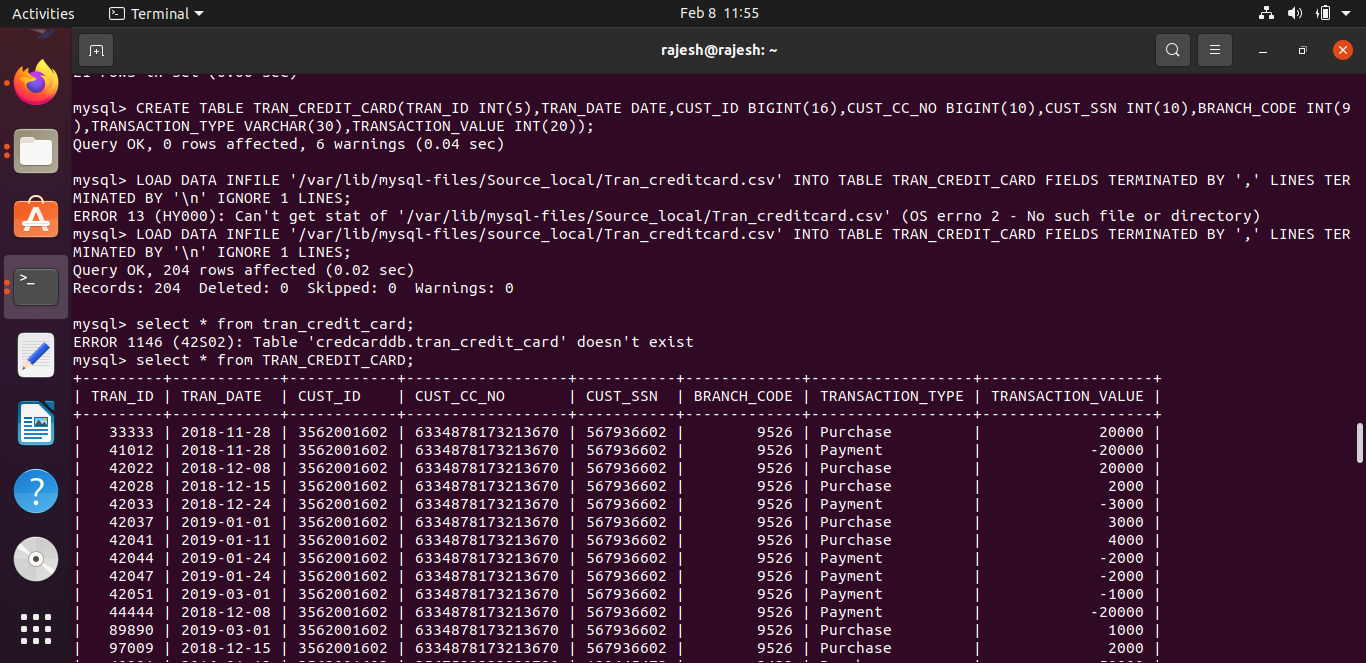 Activities Terminal Feb 8 11:55
rajesh@rajesh: ~
mysql> CREATE TABLE TRAN_CREDIT_CARD(TRAN_ID INT(5),TRAN_DATE DATE,CUST_ID BIGINT(16),CUST_CC_NO BIGINT(10),CUST_SSN INT(10),BRANCH_CODE INT(9
),TRANSACTION_TYPE VARCHAR(30),TRANSACTION_VALUE INT(20));
Query OK, 0 rows affected, 6 warnings (0.04 sec)
mysql> LOAD DATA INFILE '/var/lib/mysql-files/Source_local/Tran_creditcard.csv' INTO TABLE TRAN_CREDIT_CARD FIELDS TERMINATED BY ',' LINES TER
MINATED BY '\n' IGNORE 1 LINES;
ERROR 13 (HY000): Can't get stat of '/var/lib/mysql-files/Source_local/Tran_creditcard.csv' (OS errno 2 - No such file or directory)
mysql> LOAD DATA INFILE '/var/lib/mysql-files/source_local/Tran_creditcard.csv' INTO TABLE TRAN_CREDIT_CARD FIELDS TERMINATED BY ',' LINES TER
MINATED BY '\n' IGNORE 1 LINES;
Query OK, 204 rows affected (0.02 sec)
Records: 204  Deleted: 0  Skipped: 0  Warnings: 0
mysql> select * from tran_credit_card;
ERROR 1146 (42S02): Table 'credcarddb.tran_credit_card' doesn't exist
mysql> select * from TRAN_CREDIT_CARD;
+---------+------------+------------+------------------+-----------+-------------+------------------+-------------------+
| TRAN_ID | TRAN_DATE  | CUST_ID    | CUST_CC_NO       | CUST_SSN  | BRANCH_CODE | TRANSACTION_TYPE | TRANSACTION_VALUE |
+---------+------------+------------+------------------+-----------+-------------+------------------+-------------------+
|   33333 | 2018-11-28 | 3562001602 | 6334878173213670 | 567936602 |        9526 | Purchase         |             20000 |
|   41012 | 2018-11-28 | 3562001602 | 6334878173213670 | 567936602 |        9526 | Payment          |            -20000 |
|   42022 | 2018-12-08 | 3562001602 | 6334878173213670 | 567936602 |        9526 | Purchase         |             20000 |
|   42028 | 2018-12-15 | 3562001602 | 6334878173213670 | 567936602 |        9526 | Purchase         |              2000 |
|   42033 | 2018-12-24 | 3562001602 | 6334878173213670 | 567936602 |        9526 | Payment          |             -3000 |
|   42037 | 2019-01-01 | 3562001602 | 6334878173213670 | 567936602 |        9526 | Purchase         |              3000 |
|   42041 | 2019-01-11 | 3562001602 | 6334878173213670 | 567936602 |        9526 | Purchase         |              4000 |
|   42044 | 2019-01-24 | 3562001602 | 6334878173213670 | 567936602 |        9526 | Payment          |             -2000 |
|   42047 | 2019-01-24 | 3562001602 | 6334878173213670 | 567936602 |        9526 | Payment          |             -2000 |
|   42051 | 2019-03-01 | 3562001602 | 6334878173213670 | 567936602 |        9526 | Payment          |             -1000 |
|   44444 | 2018-12-08 | 3562001602 | 6334878173213670 | 567936602 |        9526 | Payment          |            -20000 |
|   89890 | 2019-03-01 | 3562001602 | 6334878173213670 | 567936602 |        9526 | Purchase         |              1000 |
|   97009 | 2018-12-15 | 3562001602 | 6334878173213670 | 567936602 |        9526 | Purchase         |              2000 |